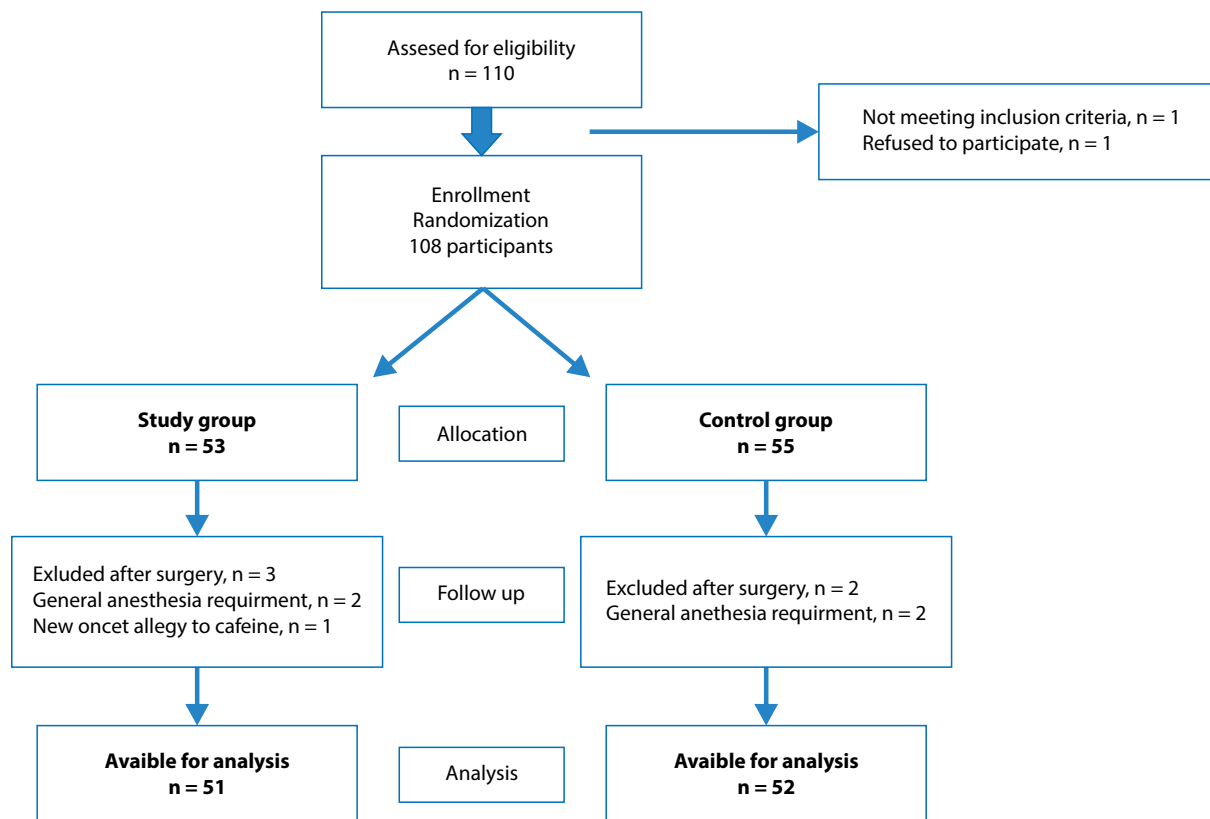 Assesed for eligibility
n = 110
Not meeting inclusion criteria, n = 1
Refused to participate, n = 1
Enrollment
Randomization
108 participants
Study group
n = 53
Allocation
Control group
n = 55
Exluded after surgery, n = 3
General anesthesia requirment, n = 2
New oncet allegy to cafeine, n = 1
Follow up
Excluded after surgery, n = 2
General anethesia requirment, n = 2
Avaible for analysis
n = 51
Analysis
Avaible for analysis
n = 52